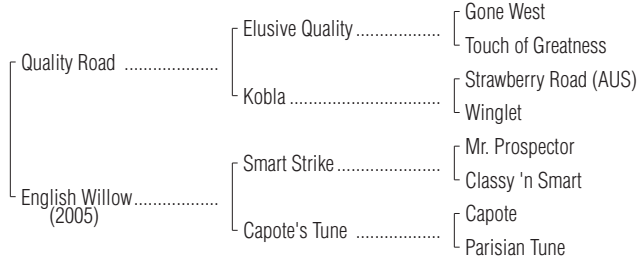 Gone West
Elusive Quality ..................
Touch of Greatness
Quality Road ....................
Strawberry Road (AUS)
Kobla ................................
Winglet
Mr. Prospector
Smart Strike ......................
Classy 'n Smart
English Willow..................
(2005)
Capote
Capote's Tune ..................
Parisian Tune